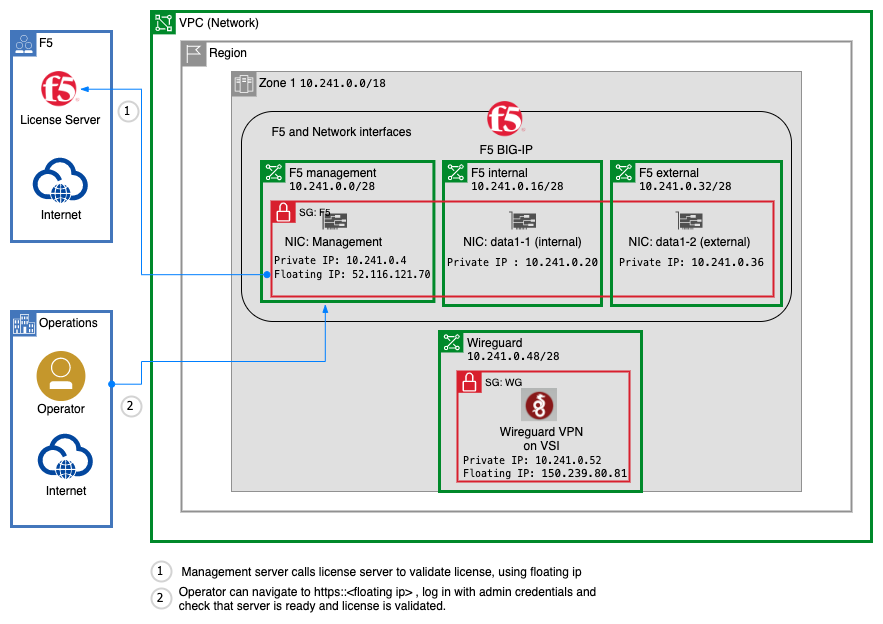 VPC (Network)
F5
Region
Zone 1 10.241.0.0/18
f5
License Server
1
Internet
F5 and Network interfaces
f5
F5 BIG-IP
F5 management
10.241.0.0/28
F5 internal
10.241.0.16/28
F5 external
10.241.0.32/28
SG: F5
NIC: Management
Private IP: 10.241.0.4
Floating IP: 52.116.121.70
NIC: data1-1 (internal)
Private IP : 10.241.0.20
NIC: data1-2 (external)
Private IP: 10.241.0.36
Operations
Operator
2
Internet
Wireguard
10.241.0.48/28
SG: WG
Wireguard VPN
on VSI
Private IP: 10.241.0.52
Floating IP: 150.239.80.81
1 Management server calls license server to validate license, using floating ip
2 Operator can navigate to https::<floating ip> , log in with admin credentials and
check that server is ready and license is validated.